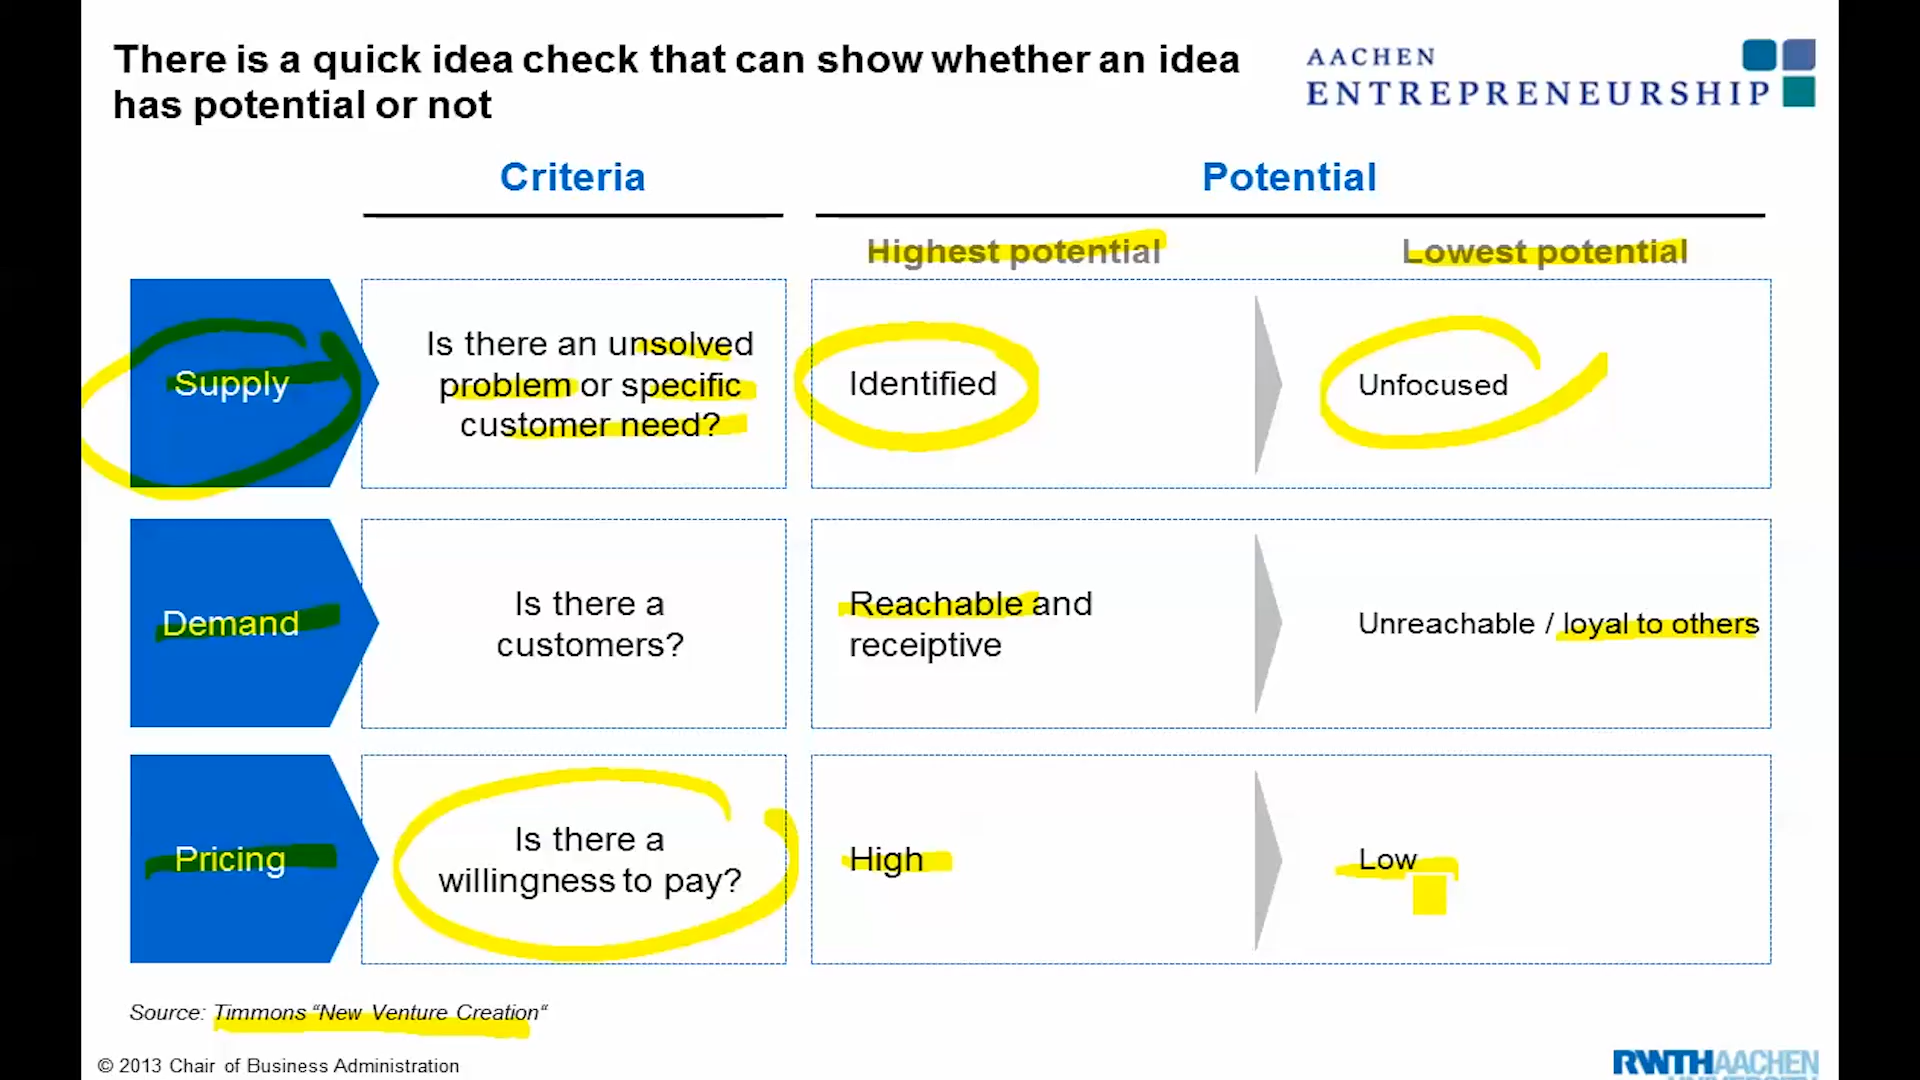 There is a quick idea check that can show whether an idea
has potential or not
AACHEN
ENTREPRENEURSHIP
Criteria
Potential
Highest potential
Lowest potential
Supply
Is there an unsolved
problem or specific
customer need?
Identified
Unfocused
Demand
Is there a
customers?
Reachable and
receiptive
Unreachable / loyal to others
Pricing
Is there a
willingness to pay?
High
Low
Source: Timmons “New Venture Creation“
© 2013 Chair of Business Administration
RWTHAACHEN
UNIVERSITY